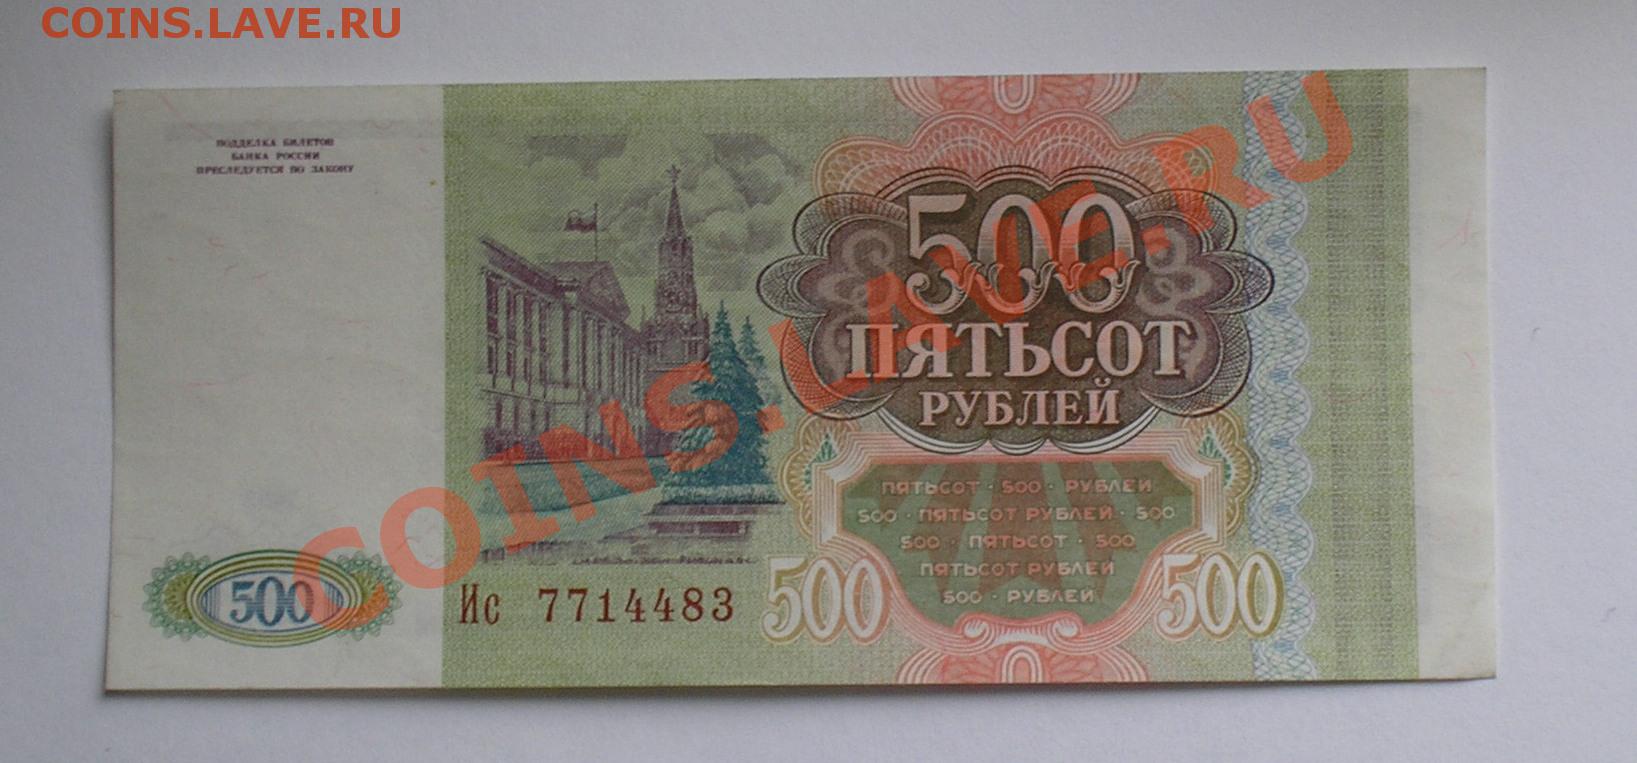 COINS.LAVE.RU
ПОДДЕЛКА БИЛЕТОВ
БАНКА РОССИИ
ПРЕСЛЕДУЕТСЯ ПО ЗАКОНУ
500
ПЯТЬСОТ
РУБЛЕЙ
ПЯТЬСОТ · 500 · РУБЛЕЙ
500 · ПЯТЬСОТ РУБЛЕЙ · 500
500 · ПЯТЬСОТ · 500
ПЯТЬСОТ РУБЛЕЙ
500 · РУБЛЕЙ
500
Ис 7714483
500
500
COINS.LAVE.RU